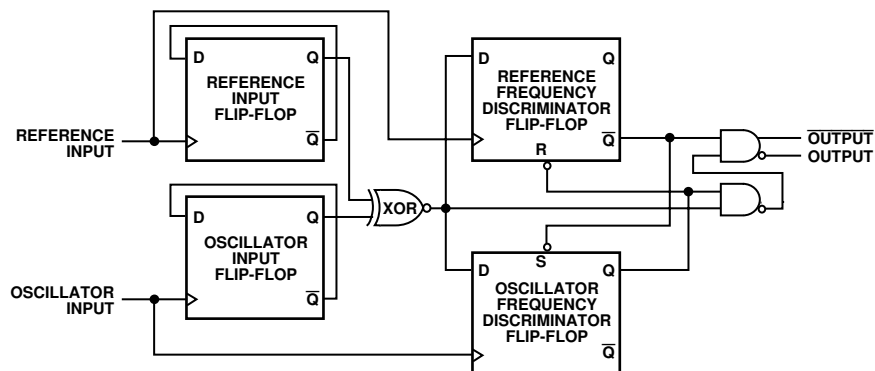 D
Q
REFERENCE
INPUT
FLIP-FLOP
Q̅
REFERENCE
INPUT
D
Q
REFERENCE
FREQUENCY
DISCRIMINATOR
FLIP-FLOP
Q̅
R
OUTPUT̅
OUTPUT
XOR
D
Q
OSCILLATOR
INPUT
FLIP-FLOP
Q̅
OSCILLATOR
INPUT
S
D
Q
OSCILLATOR
FREQUENCY
DISCRIMINATOR
FLIP-FLOP
Q̅